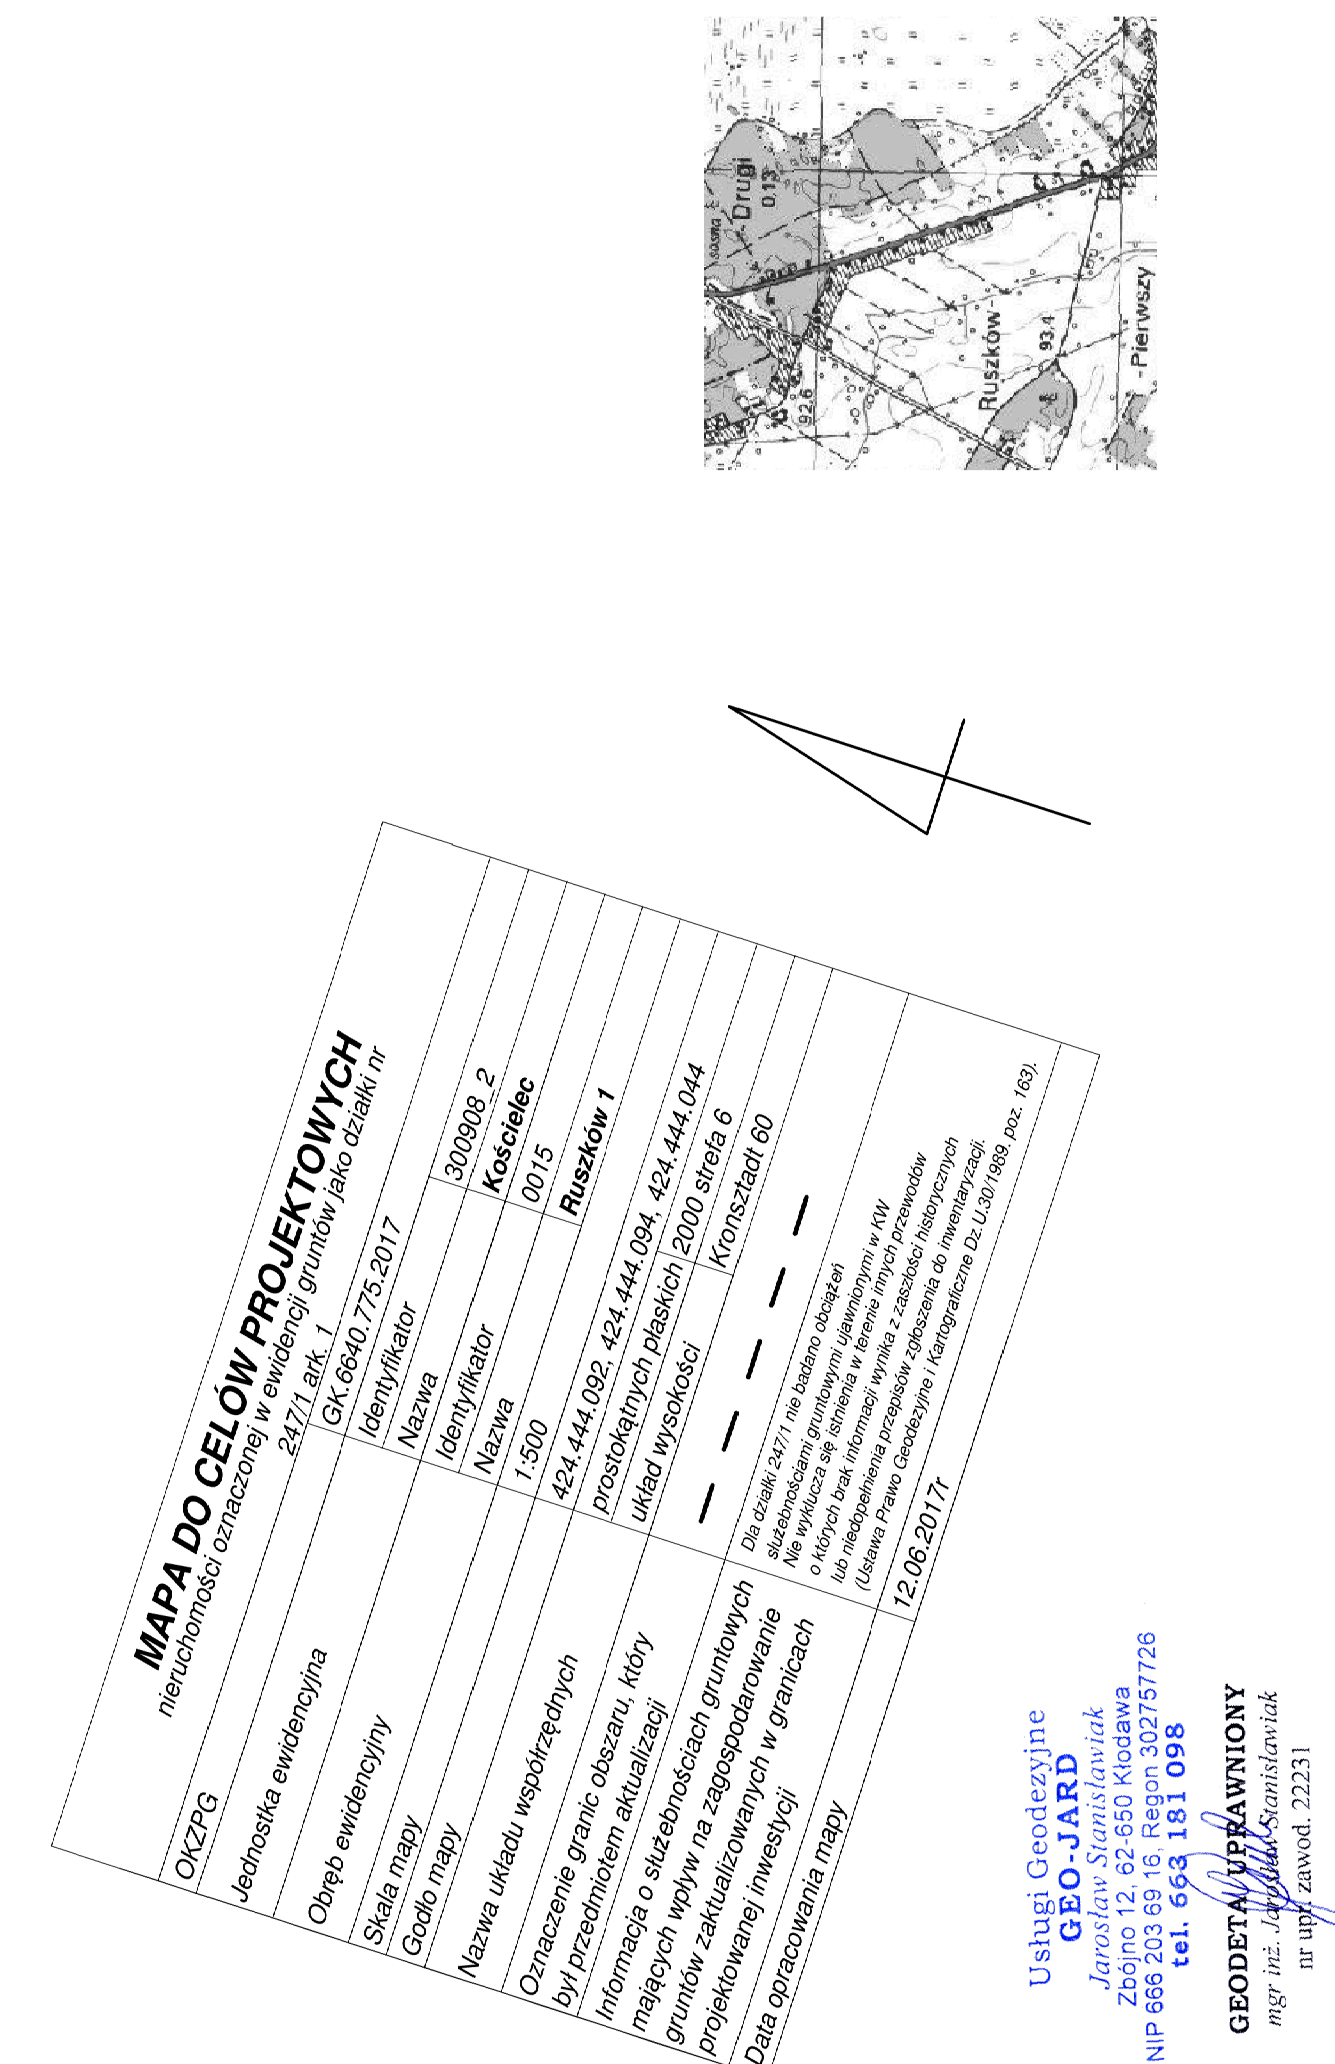 MAPA DO CELÓW PROJEKTOWYCH
nieruchomości oznaczonej w ewidencji gruntów jako działki nr
247/1 ark. 1
OKZPG
GK.6640.775.2017
Jednostka ewidencyjna
Identyfikator
300908_2
Nazwa
Kościelec
Obręb ewidencyjny
Identyfikator
0015
Nazwa
Ruszków 1
Skala mapy
1:500
Godło mapy
424.444.092, 424.444.094, 424.444.044
Nazwa układu współrzędnych
prostokątnych płaskich
2000 strefa 6
układ wysokości
Kronsztadt 60
Oznaczenie granic obszaru, który
był przedmiotem aktualizacji
Informacja o służebnościach gruntowych
mających wpływ na zagospodarowanie
gruntów zaktualizowanych w granicach
projektowanej inwestycji
Dla działki 247/1 nie badano obciążeń
służebnościami gruntowymi ujawnionymi w KW
Nie wyklucza się istnienia w terenie innych przewodów
o których brak informacji wynika z zaszłości historycznych
lub niedopełnienia przepisów zgłoszenia do inwentaryzacji.
(Ustawa Prawo Geodezyjne i Kartograficzne Dz.U.30/1989. poz. 163).
Data opracowania mapy
12.06.2017r
sosna
Drugi
0.13
92.6
Ruszków-
93.4
-Pierwszy
Usługi Geodezyjne
GEO-JARD
Jarosław Stanisławiak
Zbójno 12, 62-650 Kłodawa
NIP 666 203 69 16, Regon 302757726
tel. 663 181 098
GEODETA UPRAWNIONY
mgr inż. Jarosław Stanisławiak
nr upr. zawod. 22231